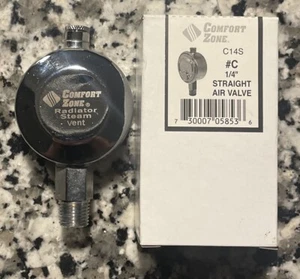 COMFORT
ZONE®
Radiator
Steam
Vent
COMFORT
ZONE
C14S
#C
1/4"
STRAIGHT
AIR VALVE
7 30007 05853 6